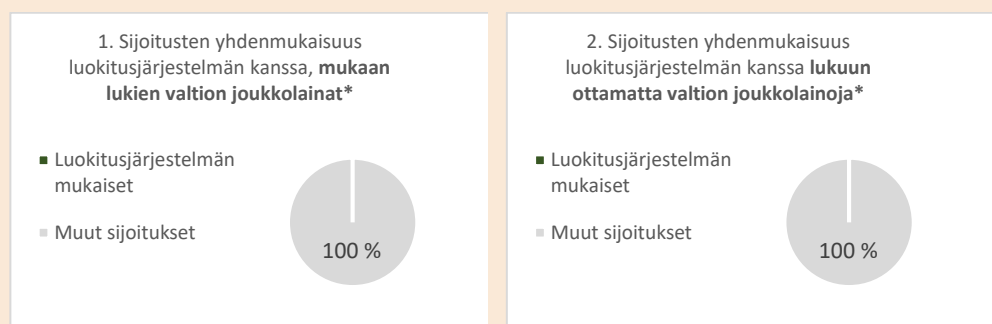 1. Sijoitusten yhdenmukaisuus
luokitusjärjestelmän kanssa, mukaan
lukien valtion joukkolainat*
Luokitusjärjestelmän
mukaiset
Muut sijoitukset
100 %
2. Sijoitusten yhdenmukaisuus
luokitusjärjestelmän kanssa lukuun
ottamatta valtion joukkolainoja*
Luokitusjärjestelmän
mukaiset
Muut sijoitukset
100 %